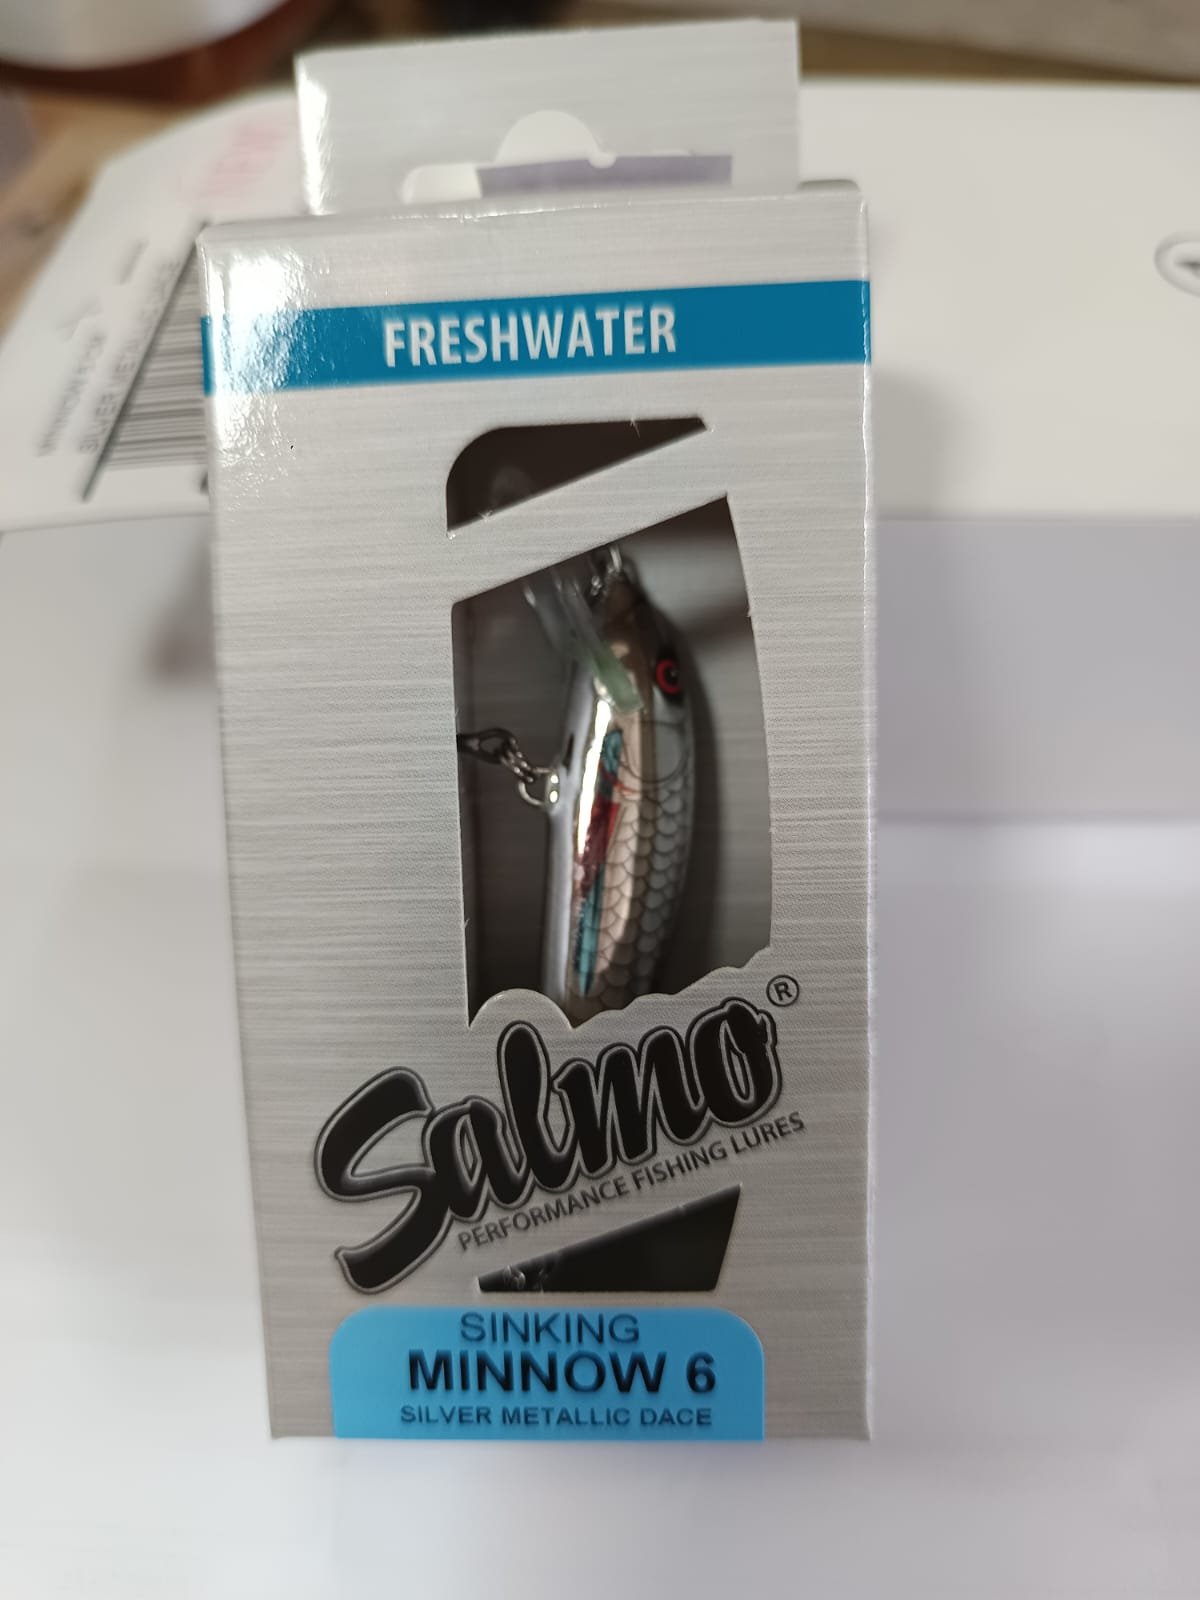 FRESHWATER
Salmo®
PERFORMANCE FISHING LURES
SINKING
MINNOW 6
SILVER METALLIC DACE